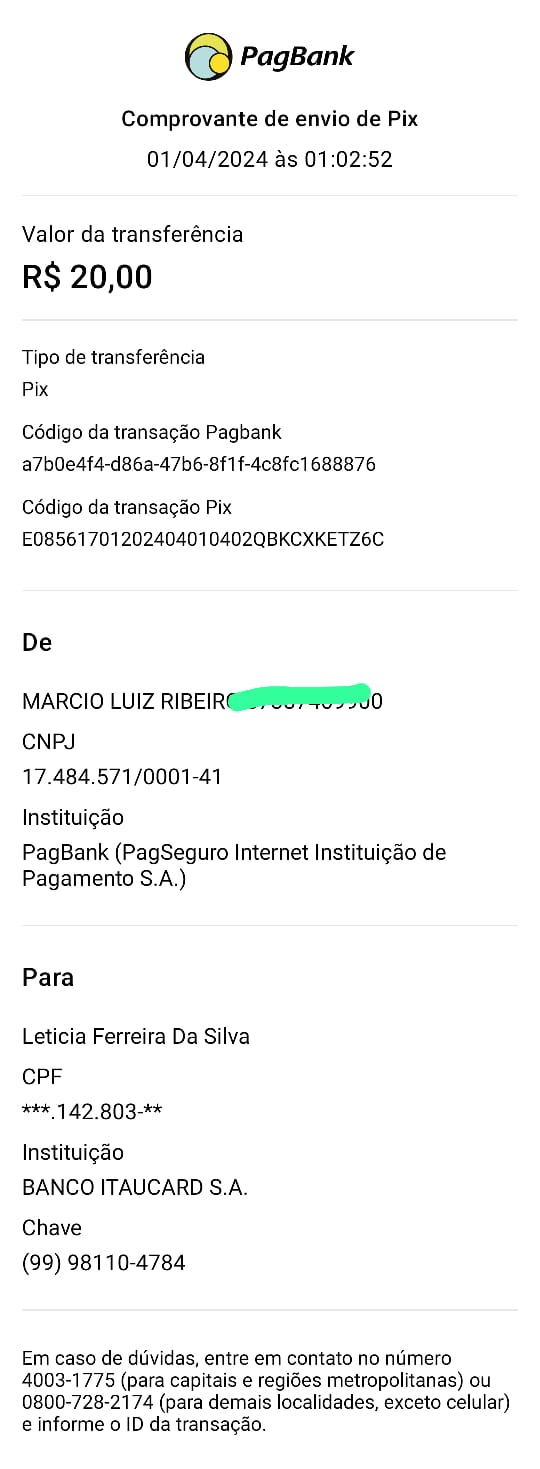 PagBank
Comprovante de envio de Pix
01/04/2024 às 01:02:52
Valor da transferência
R$ 20,00
Tipo de transferência
Pix
Código da transação Pagbank
a7b0e4f4-d86a-47b6-8f1f-4c8fc1688876
Código da transação Pix
E08561701202404010402QBKCXKETZ6C
De
MARCIO LUIZ
CNPJ
17.484.571/0001-41
Instituição
PagBank (PagSeguro Internet Instituição de
Pagamento S.A.)
Para
Leticia Ferreira Da Silva
CPF
***.142.803-**
Instituição
BANCO ITAUCARD S.A.
Chave
(99) 98110-4784
Em caso de dúvidas, entre em contato no número
4003-1775 (para capitais e regiões metropolitanas) ou
0800-728-2174 (para demais localidades, exceto celular)
e informe o ID da transação.